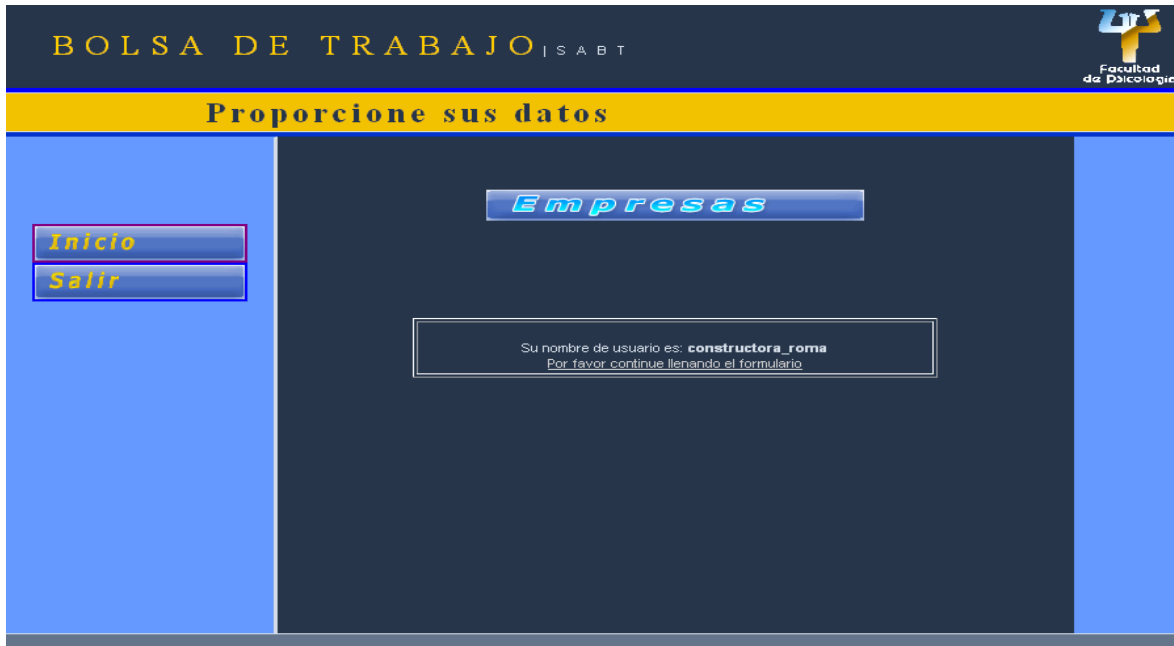 BOLSA DE TRABAJO|SABT
Facultad
de Psicología
Proporcione sus datos
Empresas
Inicio
Salir
Su nombre de usuario es: constructora_roma
Por favor continue llenando el formulario